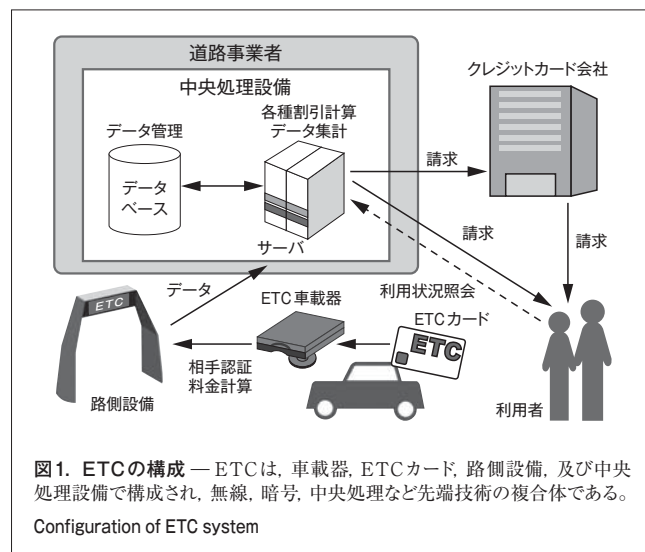 道路事業者
中央処理設備
クレジットカード会社
各種割引計算
データ集計
データ管理
請求
データ
ベース
サーバ
請求
請求
データ
ETC車載器
利用状況照会
ETCカード
ETC
ETC
相手認証
料金計算
路側設備
利用者
図1. ETCの構成 — ETCは, 車載器, ETCカード, 路側設備, 及び中央
処理設備で構成され, 無線, 暗号, 中央処理など先端技術の複合体である。
Configuration of ETC system